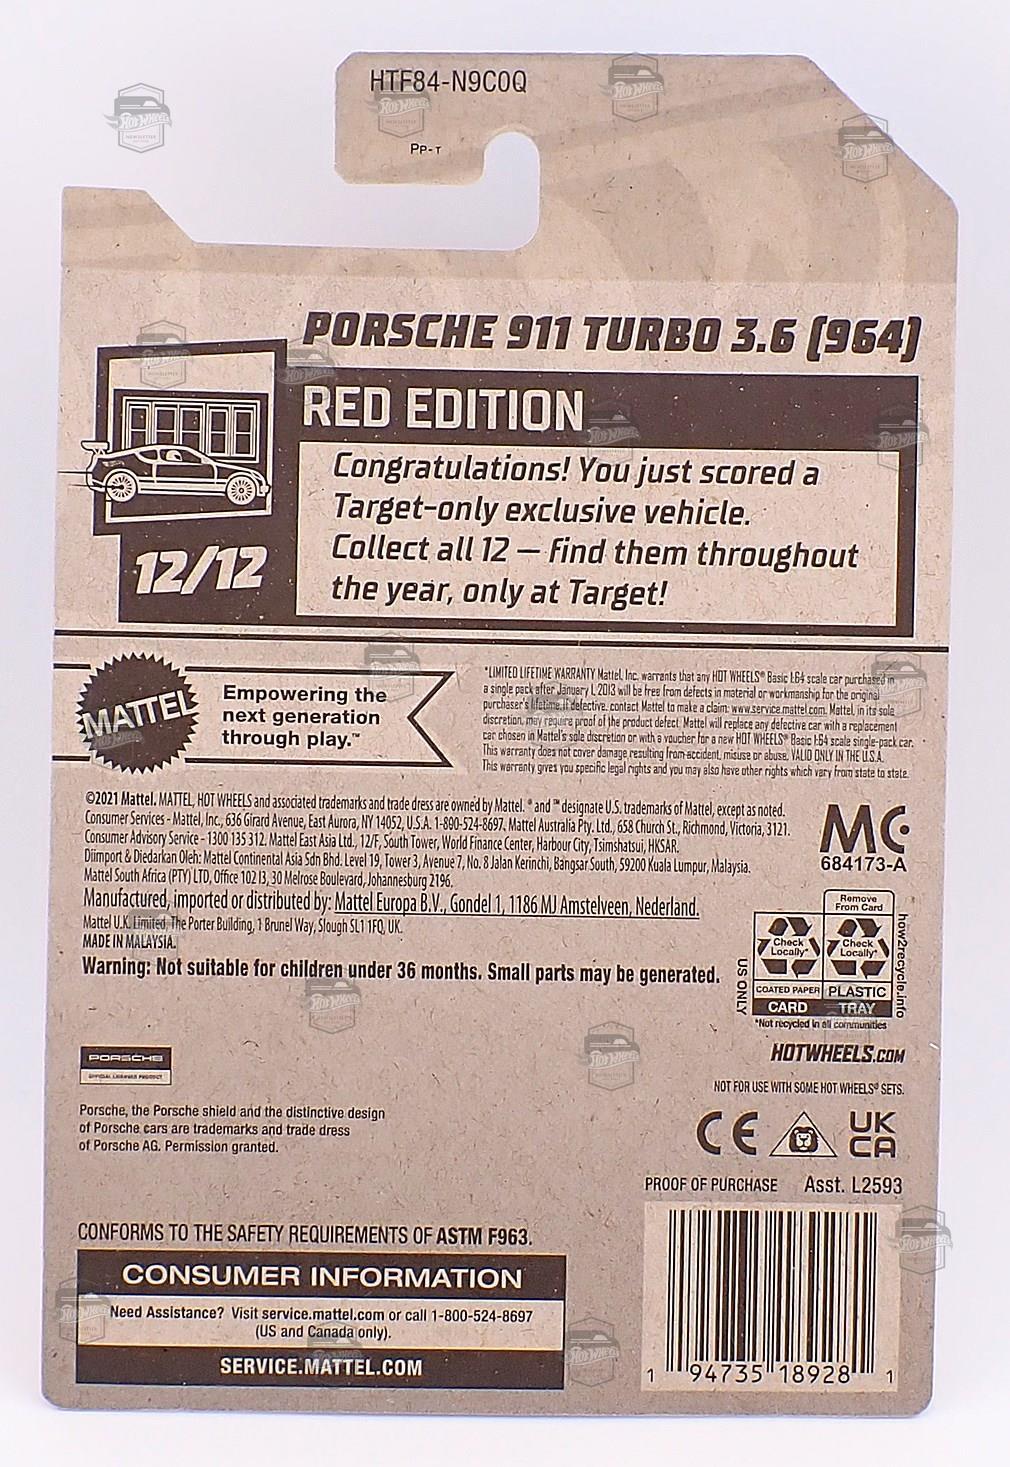 HTF84-N9C0Q
PP-T
PORSCHE 911 TURBO 3.6 (964)
RED EDITION
Congratulations! You just scored a
Target-only exclusive vehicle.
Collect all 12 — find them throughout
the year, only at Target!
12/12
MATTEL
Empowering the
next generation
through play.™
*LIMITED LIFETIME WARRANTY Mattel, Inc. warrants that any HOT WHEELS® Basic 1:64 scale car purchased in
a single pack after January 1, 2013 will be free from defects in material or workmanship for the original
purchaser's lifetime. If defective, contact Mattel to make a claim: www.service.mattel.com. Mattel, in its sole
discretion, may require proof of the product defect. Mattel will replace any defective car with a replacement
car chosen in Mattel's sole discretion or with a voucher for a new HOT WHEELS® Basic 1:64 scale single-pack car.
This warranty does not cover damage resulting from accident, misuse or abuse. VALID ONLY IN THE U.S.A.
This warranty gives you specific legal rights and you may also have other rights which vary from state to state.
©2021 Mattel. MATTEL, HOT WHEELS and associated trademarks and trade dress are owned by Mattel. ® and ™ designate U.S. trademarks of Mattel, except as noted.
Consumer Services - Mattel, Inc., 636 Girard Avenue, East Aurora, NY 14052, U.S.A. 1-800-524-8697. Mattel Australia Pty. Ltd., 658 Church St., Richmond, Victoria, 3121.
Consumer Advisory Service - 1300 135 312. Mattel East Asia Ltd., 12/F, South Tower, World Finance Center, Harbour City, Tsimshatsui, HKSAR.
Diimport & Diedarkan Oleh: Mattel Continental Asia Sdn Bhd. Level 19, Tower 3, Avenue 7, No. 8 Jalan Kerinchi, Bangsar South, 59200 Kuala Lumpur, Malaysia.
Mattel South Africa (PTY) LTD, Office 102 I3, 30 Melrose Boulevard, Johannesburg 2196.
Manufactured, imported or distributed by: Mattel Europa B.V., Gondel 1, 1186 MJ Amstelveen, Nederland.
Mattel U.K. Limited, The Porter Building, 1 Brunel Way, Slough SL1 1FQ, UK.
MADE IN MALAYSIA.
Warning: Not suitable for children under 36 months. Small parts may be generated.
MC
684173-A
Remove
From Card
Check
Locally*
Check
Locally*
COATED PAPER
PLASTIC
CARD
TRAY
US ONLY
how2recycle.info
*Not recycled in all communities
HOTWHEELS.COM
NOT FOR USE WITH SOME HOT WHEELS® SETS.
PORSCHE
OFFICIAL LICENSED PRODUCT
Porsche, the Porsche shield and the distinctive design
of Porsche cars are trademarks and trade dress
of Porsche AG. Permission granted.
CE
UK
CA
PROOF OF PURCHASE Asst. L2593
CONFORMS TO THE SAFETY REQUIREMENTS OF ASTM F963.
CONSUMER INFORMATION
Need Assistance? Visit service.mattel.com or call 1-800-524-8697
(US and Canada only).
SERVICE.MATTEL.COM
1 94735 18928 1